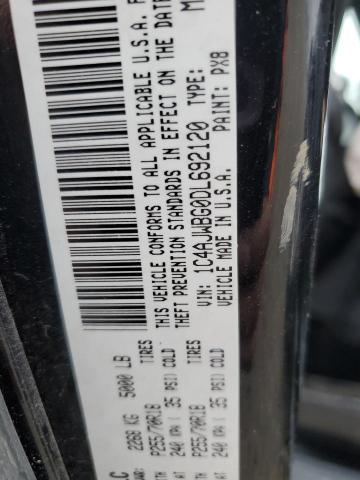 THIS VEHICLE CONFORMS TO ALL APPLICABLE U.S.A. F
THEFT PREVENTION STANDARDS IN EFFECT ON THE DATE
VIN: 1C4AJWBG0DL692120 TYPE: M
VEHICLE MADE IN U.S.A. PAINT: PX8
2268 KG 5000 LB
TIRES
P255/70R18
240 KPA ( 35 PSI) COLD
TIRES
P255/70R18
240 KPA ( 35 PSI) COLD